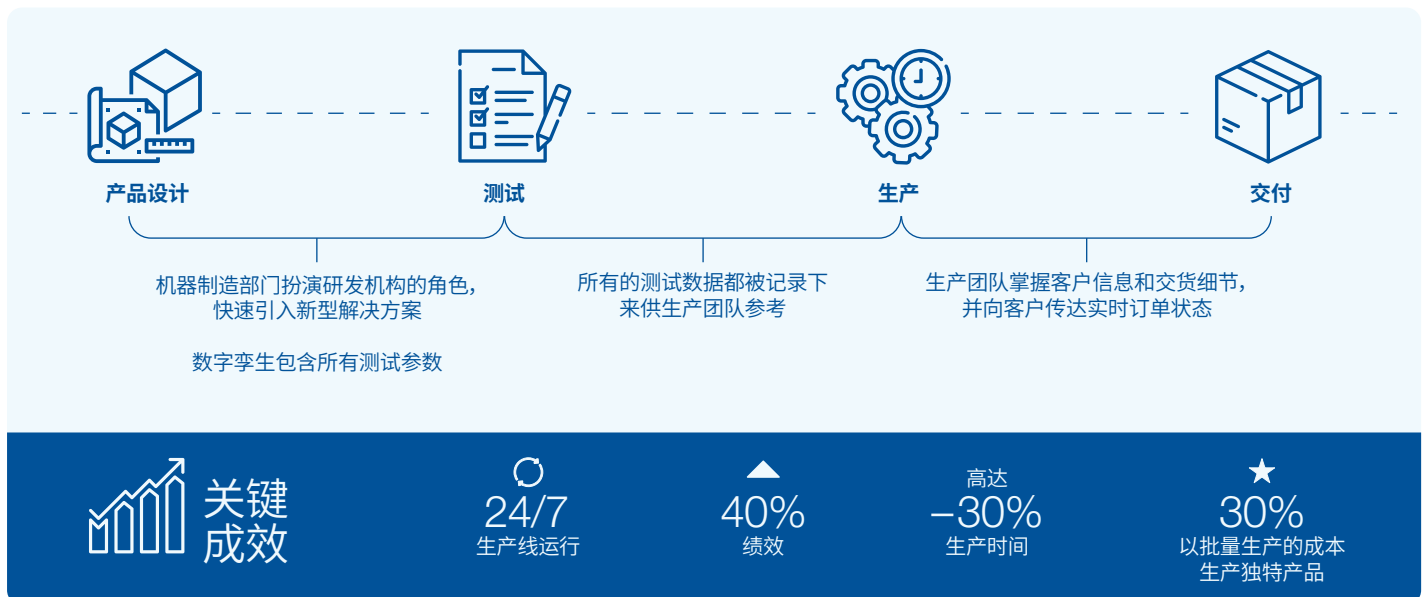 产品设计
测试
生产
交付
机器制造部门扮演研发机构的角色，
快速引入新型解决方案
数字孪生包含所有测试参数
所有的测试数据都被记录下
来供生产团队参考
生产团队掌握客户信息和交货细节，
并向客户传达实时订单状态
关键
成效
24/7
生产线运行
40%
绩效
高达
–30%
生产时间
30%
以批量生产的成本
生产独特产品